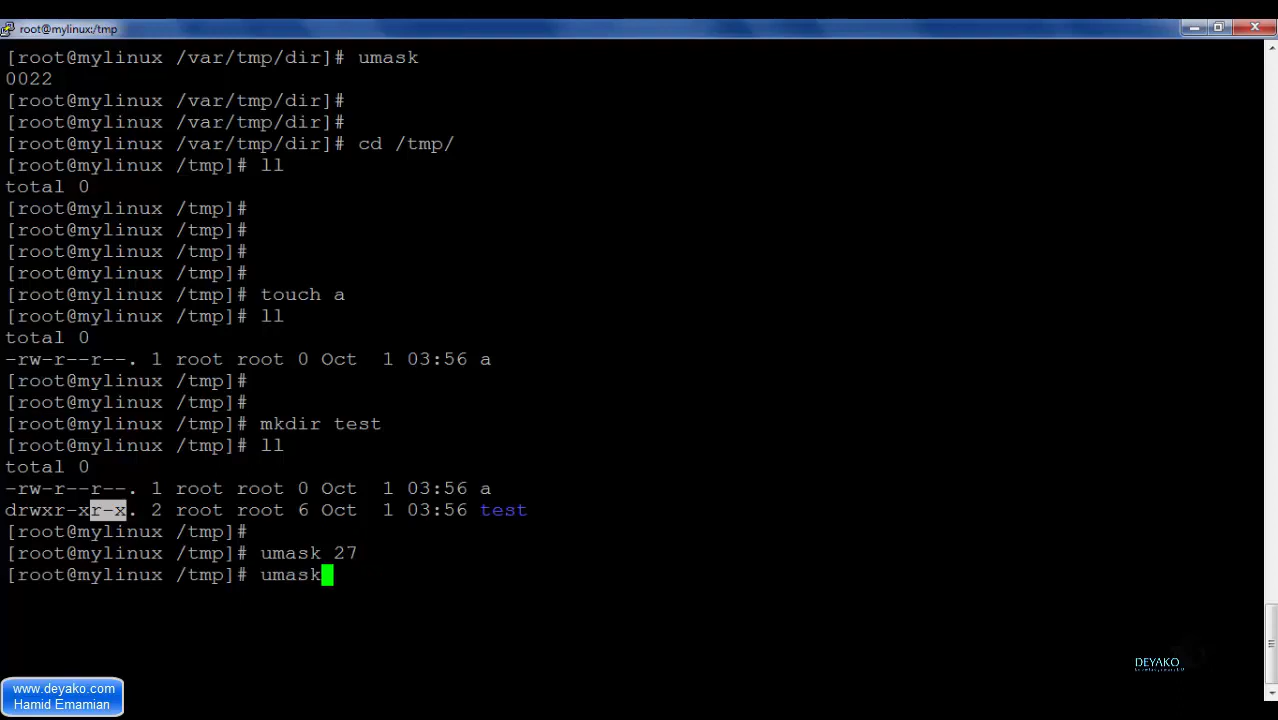 root@mylinux:/tmp
[root@mylinux /var/tmp/dir]# umask
0022
[root@mylinux /var/tmp/dir]#
[root@mylinux /var/tmp/dir]#
[root@mylinux /var/tmp/dir]# cd /tmp/
[root@mylinux /tmp]# ll
total 0
[root@mylinux /tmp]#
[root@mylinux /tmp]#
[root@mylinux /tmp]#
[root@mylinux /tmp]#
[root@mylinux /tmp]# touch a
[root@mylinux /tmp]# ll
total 0
-rw-r--r--. 1 root root 0 Oct  1 03:56 a
[root@mylinux /tmp]#
[root@mylinux /tmp]#
[root@mylinux /tmp]# mkdir test
[root@mylinux /tmp]# ll
total 0
-rw-r--r--. 1 root root 0 Oct  1 03:56 a
drwxr-xr-x. 2 root root 6 Oct  1 03:56 test
[root@mylinux /tmp]#
[root@mylinux /tmp]# umask 27
[root@mylinux /tmp]# umask
DEYAKO
www.deyako.com
Hamid Emamian